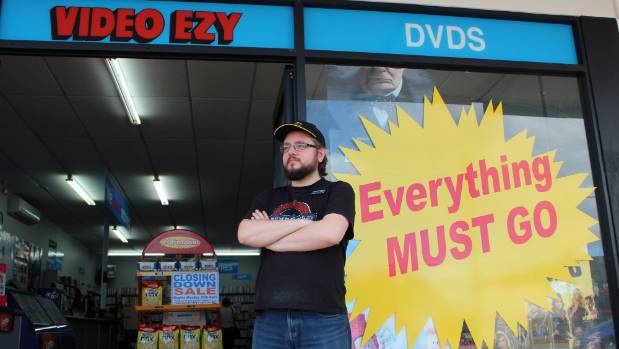 VIDEO EZY
DVDS
Everything
MUST GO
CLOSING
DOWN
SALE